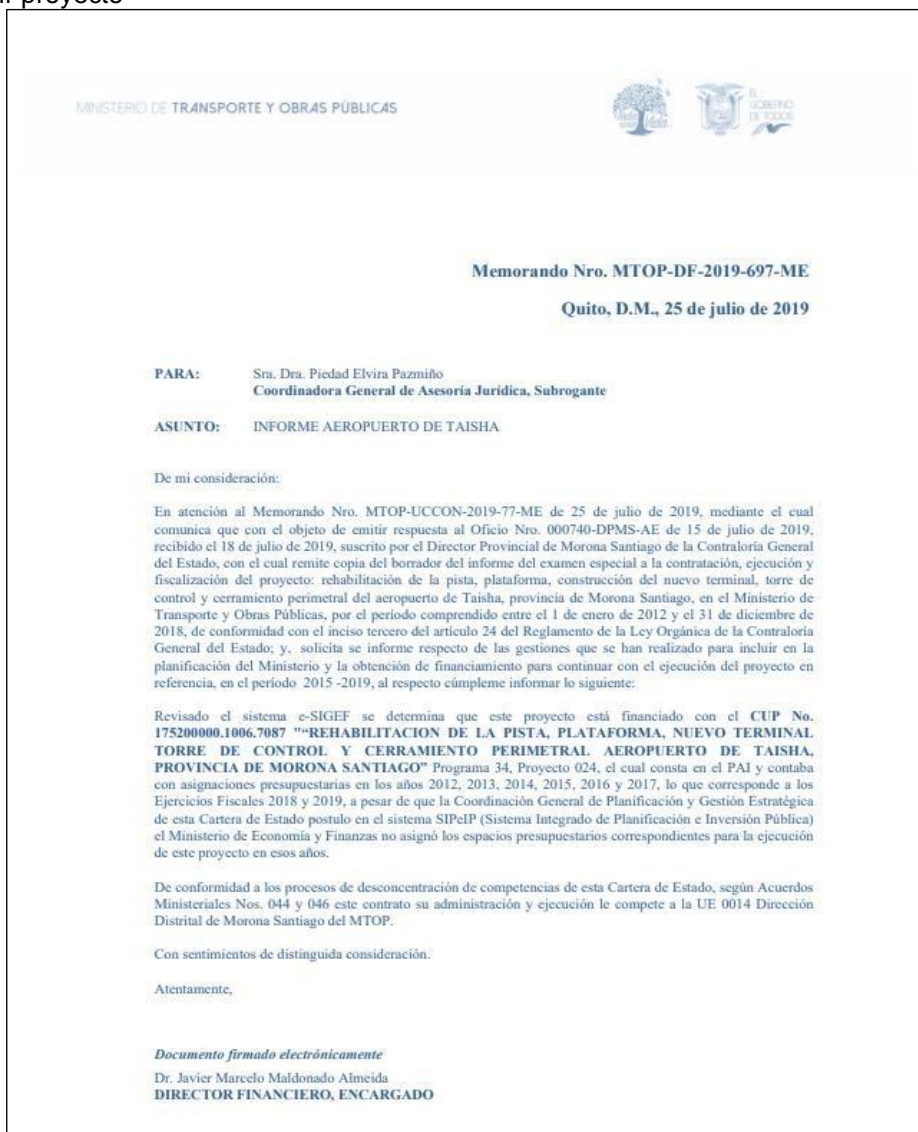 proyecto
MINISTERIO DE TRANSPORTE Y OBRAS PÚBLICAS
EL
GOBIERNO
DE TODOS
Memorando Nro. MTOP-DF-2019-697-ME
Quito, D.M., 25 de julio de 2019
PARA: Sra. Dra. Piedad Elvira Pazmiño
Coordinadora General de Asesoría Jurídica, Subrogante
ASUNTO: INFORME AEROPUERTO DE TAISHA
De mi consideración:
En atención al Memorando Nro. MTOP-UCCON-2019-77-ME de 25 de julio de 2019, mediante el cual
comunica que con el objeto de emitir respuesta al Oficio Nro. 000740-DPMS-AE de 15 de julio de 2019,
recibido el 18 de julio de 2019, suscrito por el Director Provincial de Morona Santiago de la Contraloría General
del Estado, con el cual remite copia del borrador del informe del examen especial a la contratación, ejecución y
fiscalización del proyecto: rehabilitación de la pista, plataforma, construcción del nuevo terminal, torre de
control y cerramiento perimetral del aeropuerto de Taisha, provincia de Morona Santiago, en el Ministerio de
Transporte y Obras Públicas, por el período comprendido entre el 1 de enero de 2012 y el 31 de diciembre de
2018, de conformidad con el inciso tercero del artículo 24 del Reglamento de la Ley Orgánica de la Contraloría
General del Estado; y, solicita se informe respecto de las gestiones que se han realizado para incluir en la
planificación del Ministerio y la obtención de financiamiento para continuar con el ejecución del proyecto en
referencia, en el período 2015 -2019, al respecto cúmpleme informar lo siguiente:
Revisado el sistema e-SIGEF se determina que este proyecto está financiado con el CUP No.
175200000.1006.7087 "“REHABILITACION DE LA PISTA, PLATAFORMA, NUEVO TERMINAL
TORRE DE CONTROL Y CERRAMIENTO PERIMETRAL AEROPUERTO DE TAISHA,
PROVINCIA DE MORONA SANTIAGO” Programa 34, Proyecto 024, el cual consta en el PAI y contaba
con asignaciones presupuestarias en los años 2012, 2013, 2014, 2015, 2016 y 2017, lo que corresponde a los
Ejercicios Fiscales 2018 y 2019, a pesar de que la Coordinación General de Planificación y Gestión Estratégica
de esta Cartera de Estado postulo en el sistema SIPeIP (Sistema Integrado de Planificación e Inversión Pública)
el Ministerio de Economía y Finanzas no asignó los espacios presupuestarios correspondientes para la ejecución
de este proyecto en esos años.
De conformidad a los procesos de desconcentración de competencias de esta Cartera de Estado, según Acuerdos
Ministeriales Nos. 044 y 046 este contrato su administración y ejecución le compete a la UE 0014 Dirección
Distrital de Morona Santiago del MTOP.
Con sentimientos de distinguida consideración.
Atentamente,
Documento firmado electrónicamente
Dr. Javier Marcelo Maldonado Almeida
DIRECTOR FINANCIERO, ENCARGADO